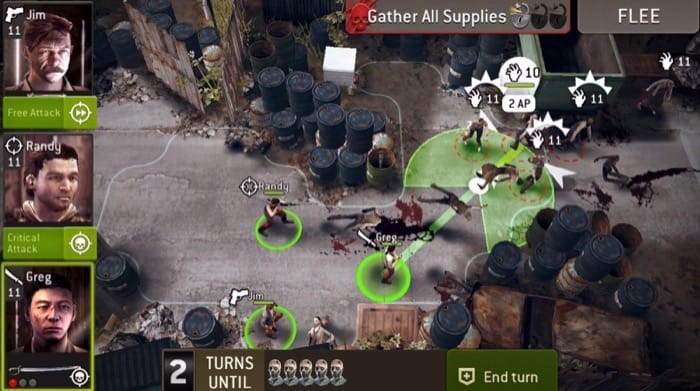 Jim
11
Free Attack
Randy
11
Critical
Attack
Greg
11
Gather All Supplies
FLEE
11
10
2 AP
11
11
11
Randy
Greg
Jim
2 TURNS
UNTIL
End turn